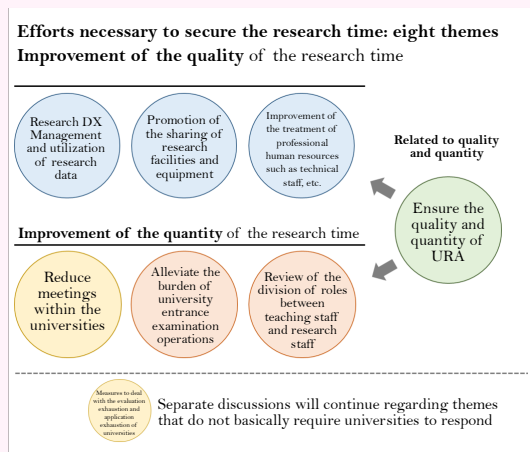 Efforts necessary to secure the research time: eight themes
Improvement of the quality of the research time
Research DX
Management
and utilization
of research
data
Promotion of
the sharing of
research
facilities and
equipment
Improvement of
the treatment of
professional
human resources
such as technical
staff, etc.
Related to quality
and quantity
Ensure the
quality and
quantity of
URA
Improvement of the quantity of the research time
Reduce
meetings
within the
universities
Alleviate the
burden of
university
entrance
examination
operations
Review of the
division of roles
between
teaching staff
and research
staff
Measures to deal
with the evaluation
exhaustion and
application
exhaustion of
universities
Separate discussions will continue regarding themes
that do not basically require universities to respond